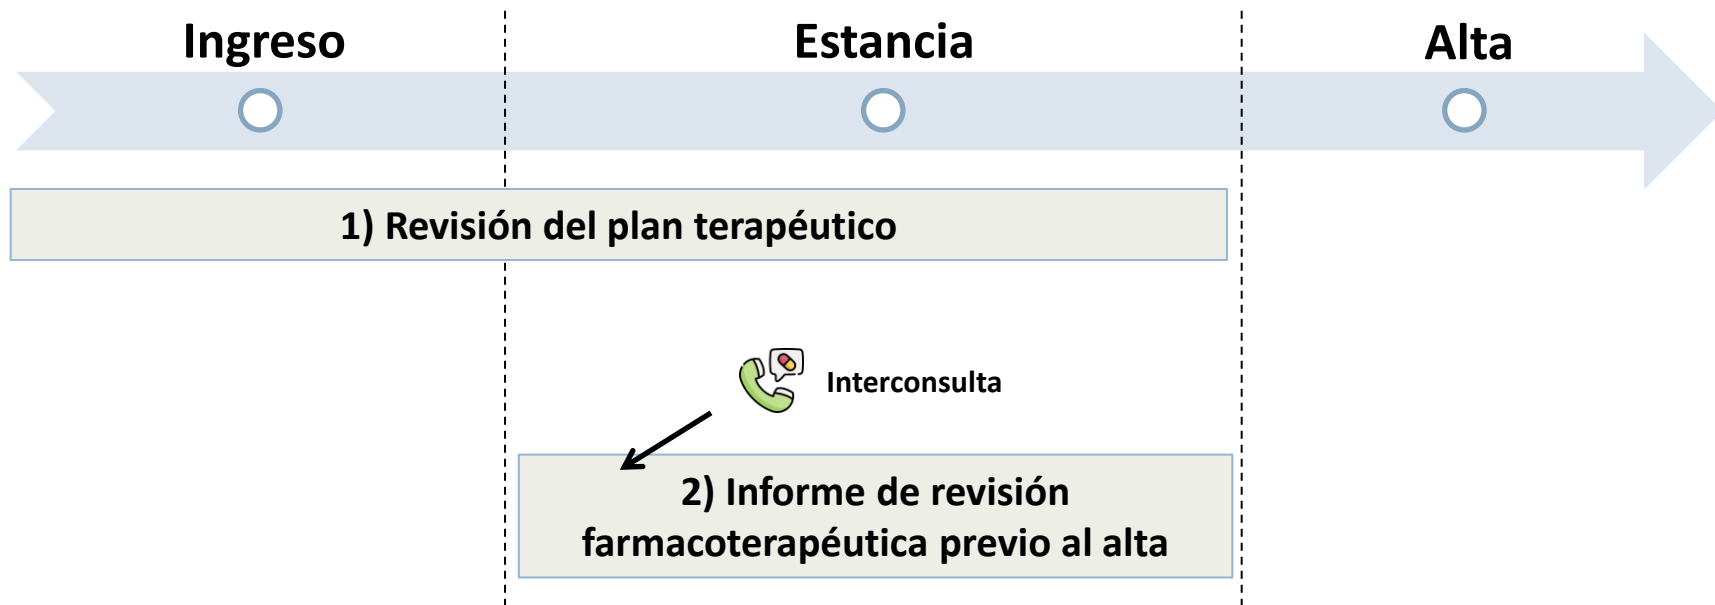 Ingreso
Estancia
Alta
1) Revisión del plan terapéutico
Interconsulta
2) Informe de revisión
farmacoterapéutica previo al alta